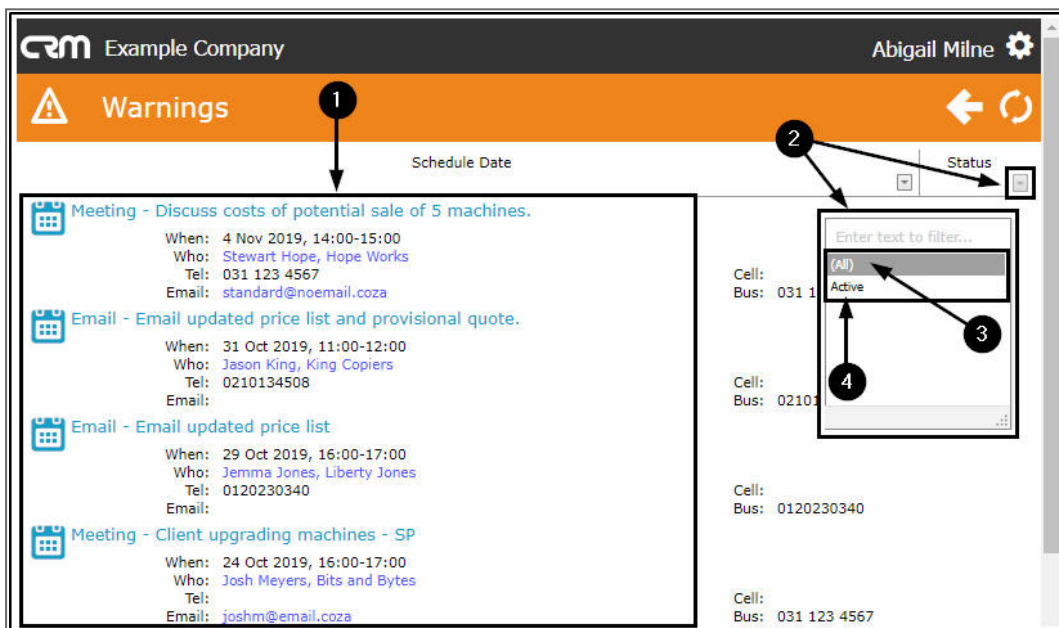 CRM Example Company Abigail Milne
Warnings 1
2
Schedule Date Status
Meeting - Discuss costs of potential sale of 5 machines.
When: 4 Nov 2019, 14:00-15:00
Enter text to filter...
Who: Stewart Hope, Hope Works
(All)
Tel: 031 123 4567 Cell:
Active
Email: standard@noemail.coza Bus: 031 1
Email - Email updated price list and provisional quote.
3
When: 31 Oct 2019, 11:00-12:00
Who: Jason King, King Copiers
4
Tel: 0210134508 Cell:
Email: Bus: 02101
Email - Email updated price list
When: 29 Oct 2019, 16:00-17:00
Who: Jemma Jones, Liberty Jones
Tel: 0120230340 Cell:
Email: Bus: 0120230340
Meeting - Client upgrading machines - SP
When: 24 Oct 2019, 16:00-17:00
Who: Josh Meyers, Bits and Bytes
Tel: Cell:
Email: joshm@email.coza Bus: 031 123 4567